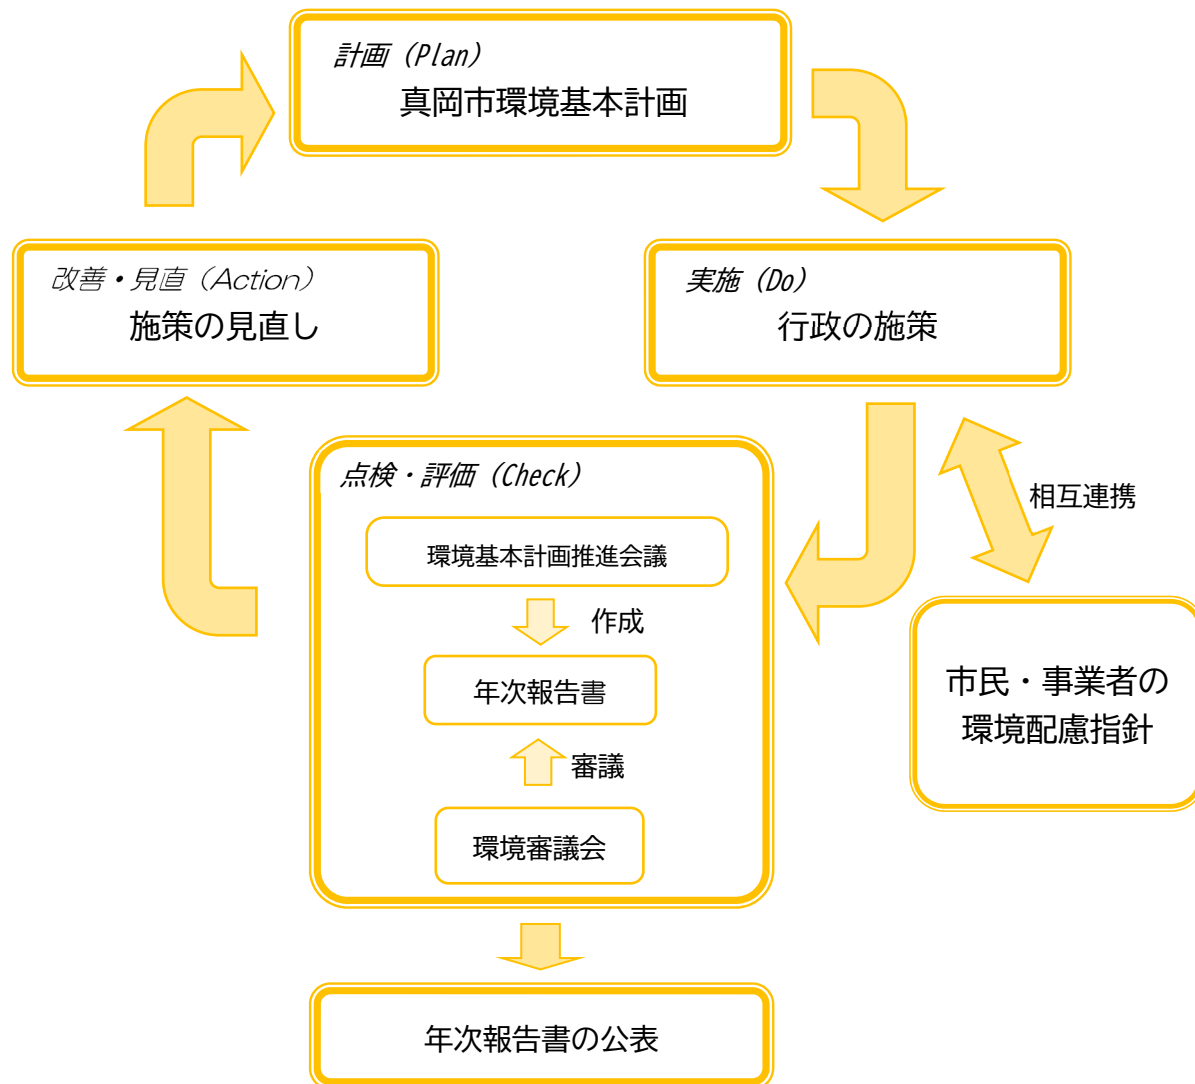 計画（Plan）
真岡市環境基本計画
改善・見直（Action）
施策の見直し
実施（Do）
行政の施策
点検・評価（Check）
環境基本計画推進会議
作成
年次報告書
審議
環境審議会
相互連携
市民・事業者の
環境配慮指針
年次報告書の公表